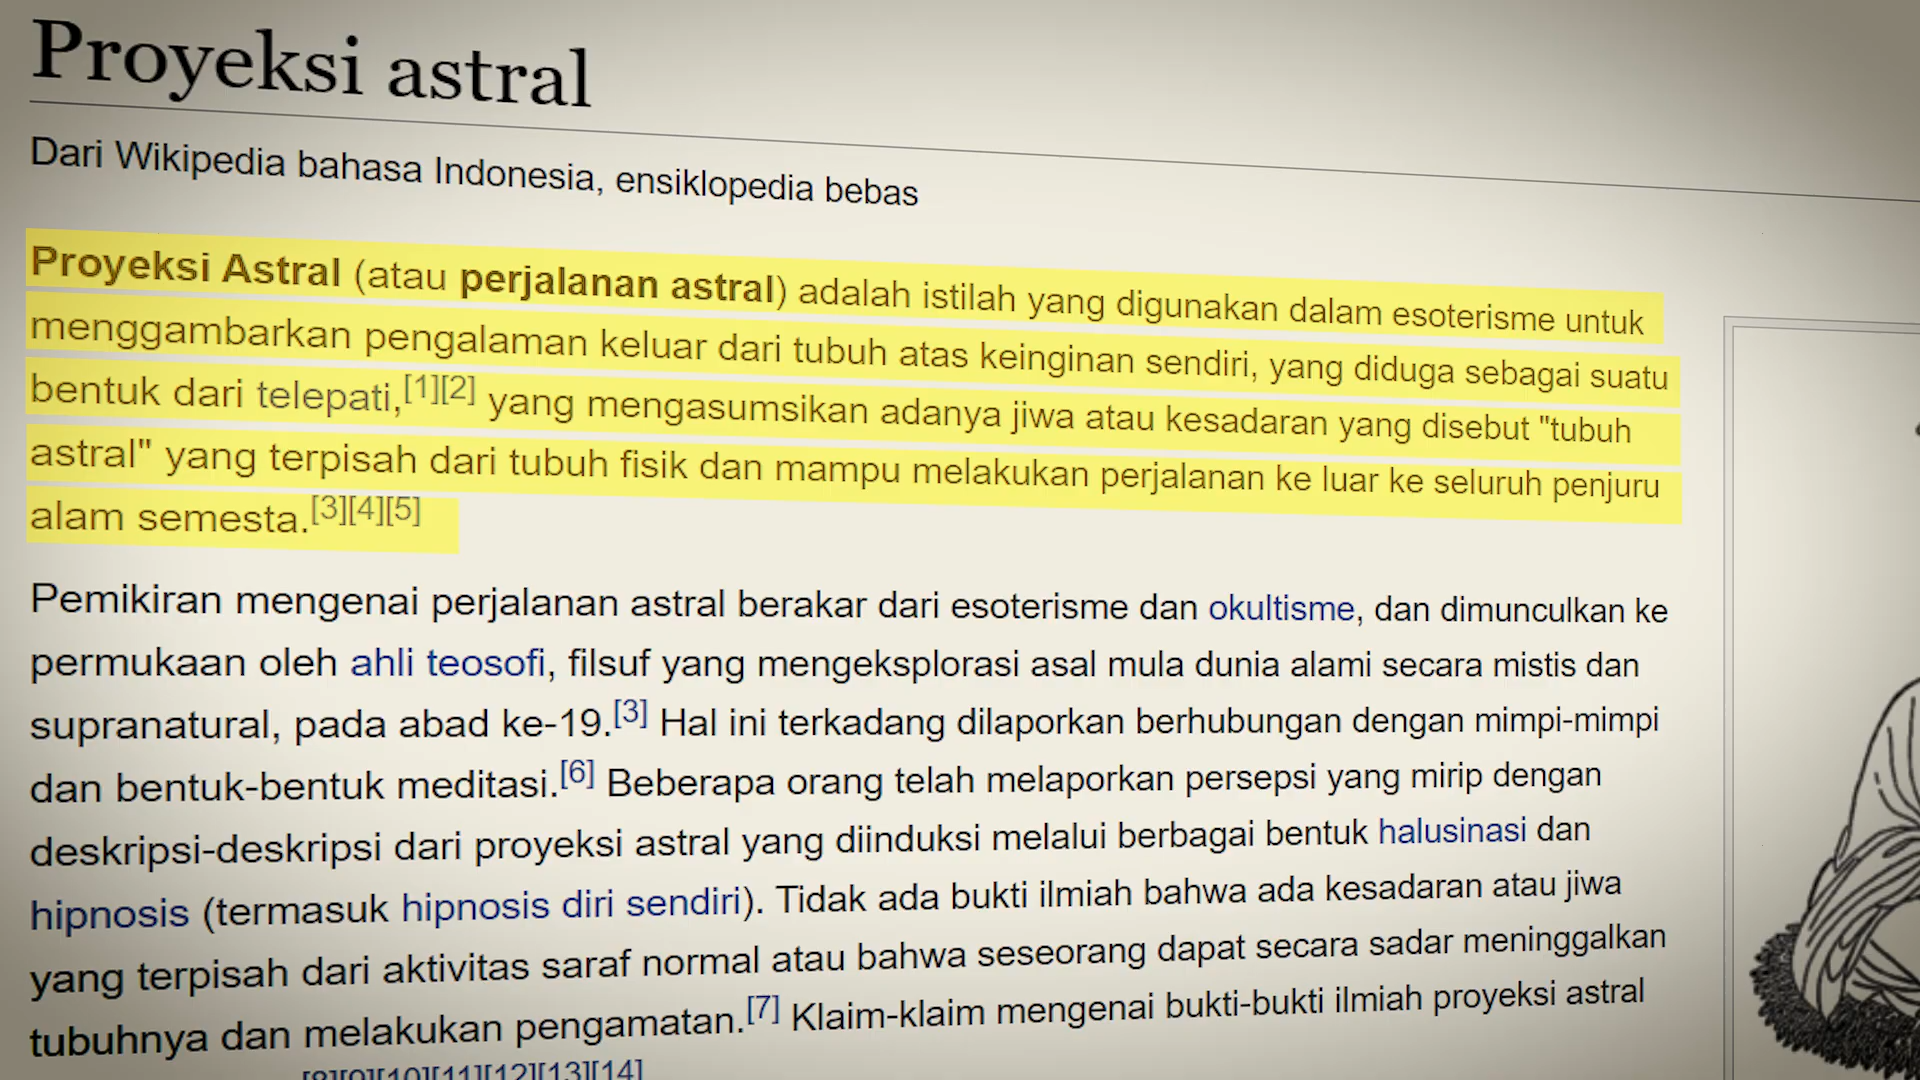 Proyeksi astral
Dari Wikipedia bahasa Indonesia, ensiklopedia bebas
Proyeksi Astral (atau perjalanan astral) adalah istilah yang digunakan dalam esoterisme untuk
menggambarkan pengalaman keluar dari tubuh atas keinginan sendiri, yang diduga sebagai suatu
bentuk dari telepati,[1][2] yang mengasumsikan adanya jiwa atau kesadaran yang disebut "tubuh
astral" yang terpisah dari tubuh fisik dan mampu melakukan perjalanan ke luar ke seluruh penjuru
alam semesta.[3][4][5]
Pemikiran mengenai perjalanan astral berakar dari esoterisme dan okultisme, dan dimunculkan ke
permukaan oleh ahli teosofi, filsuf yang mengeksplorasi asal mula dunia alami secara mistis dan
supranatural, pada abad ke-19.[3] Hal ini terkadang dilaporkan berhubungan dengan mimpi-mimpi
dan bentuk-bentuk meditasi.[6] Beberapa orang telah melaporkan persepsi yang mirip dengan
deskripsi-deskripsi dari proyeksi astral yang diinduksi melalui berbagai bentuk halusinasi dan
hipnosis (termasuk hipnosis diri sendiri). Tidak ada bukti ilmiah bahwa ada kesadaran atau jiwa
yang terpisah dari aktivitas saraf normal atau bahwa seseorang dapat secara sadar meninggalkan
tubuhnya dan melakukan pengamatan.[7] Klaim-klaim mengenai bukti-bukti ilmiah proyeksi astral
[8][9][10][11][12][13][14]